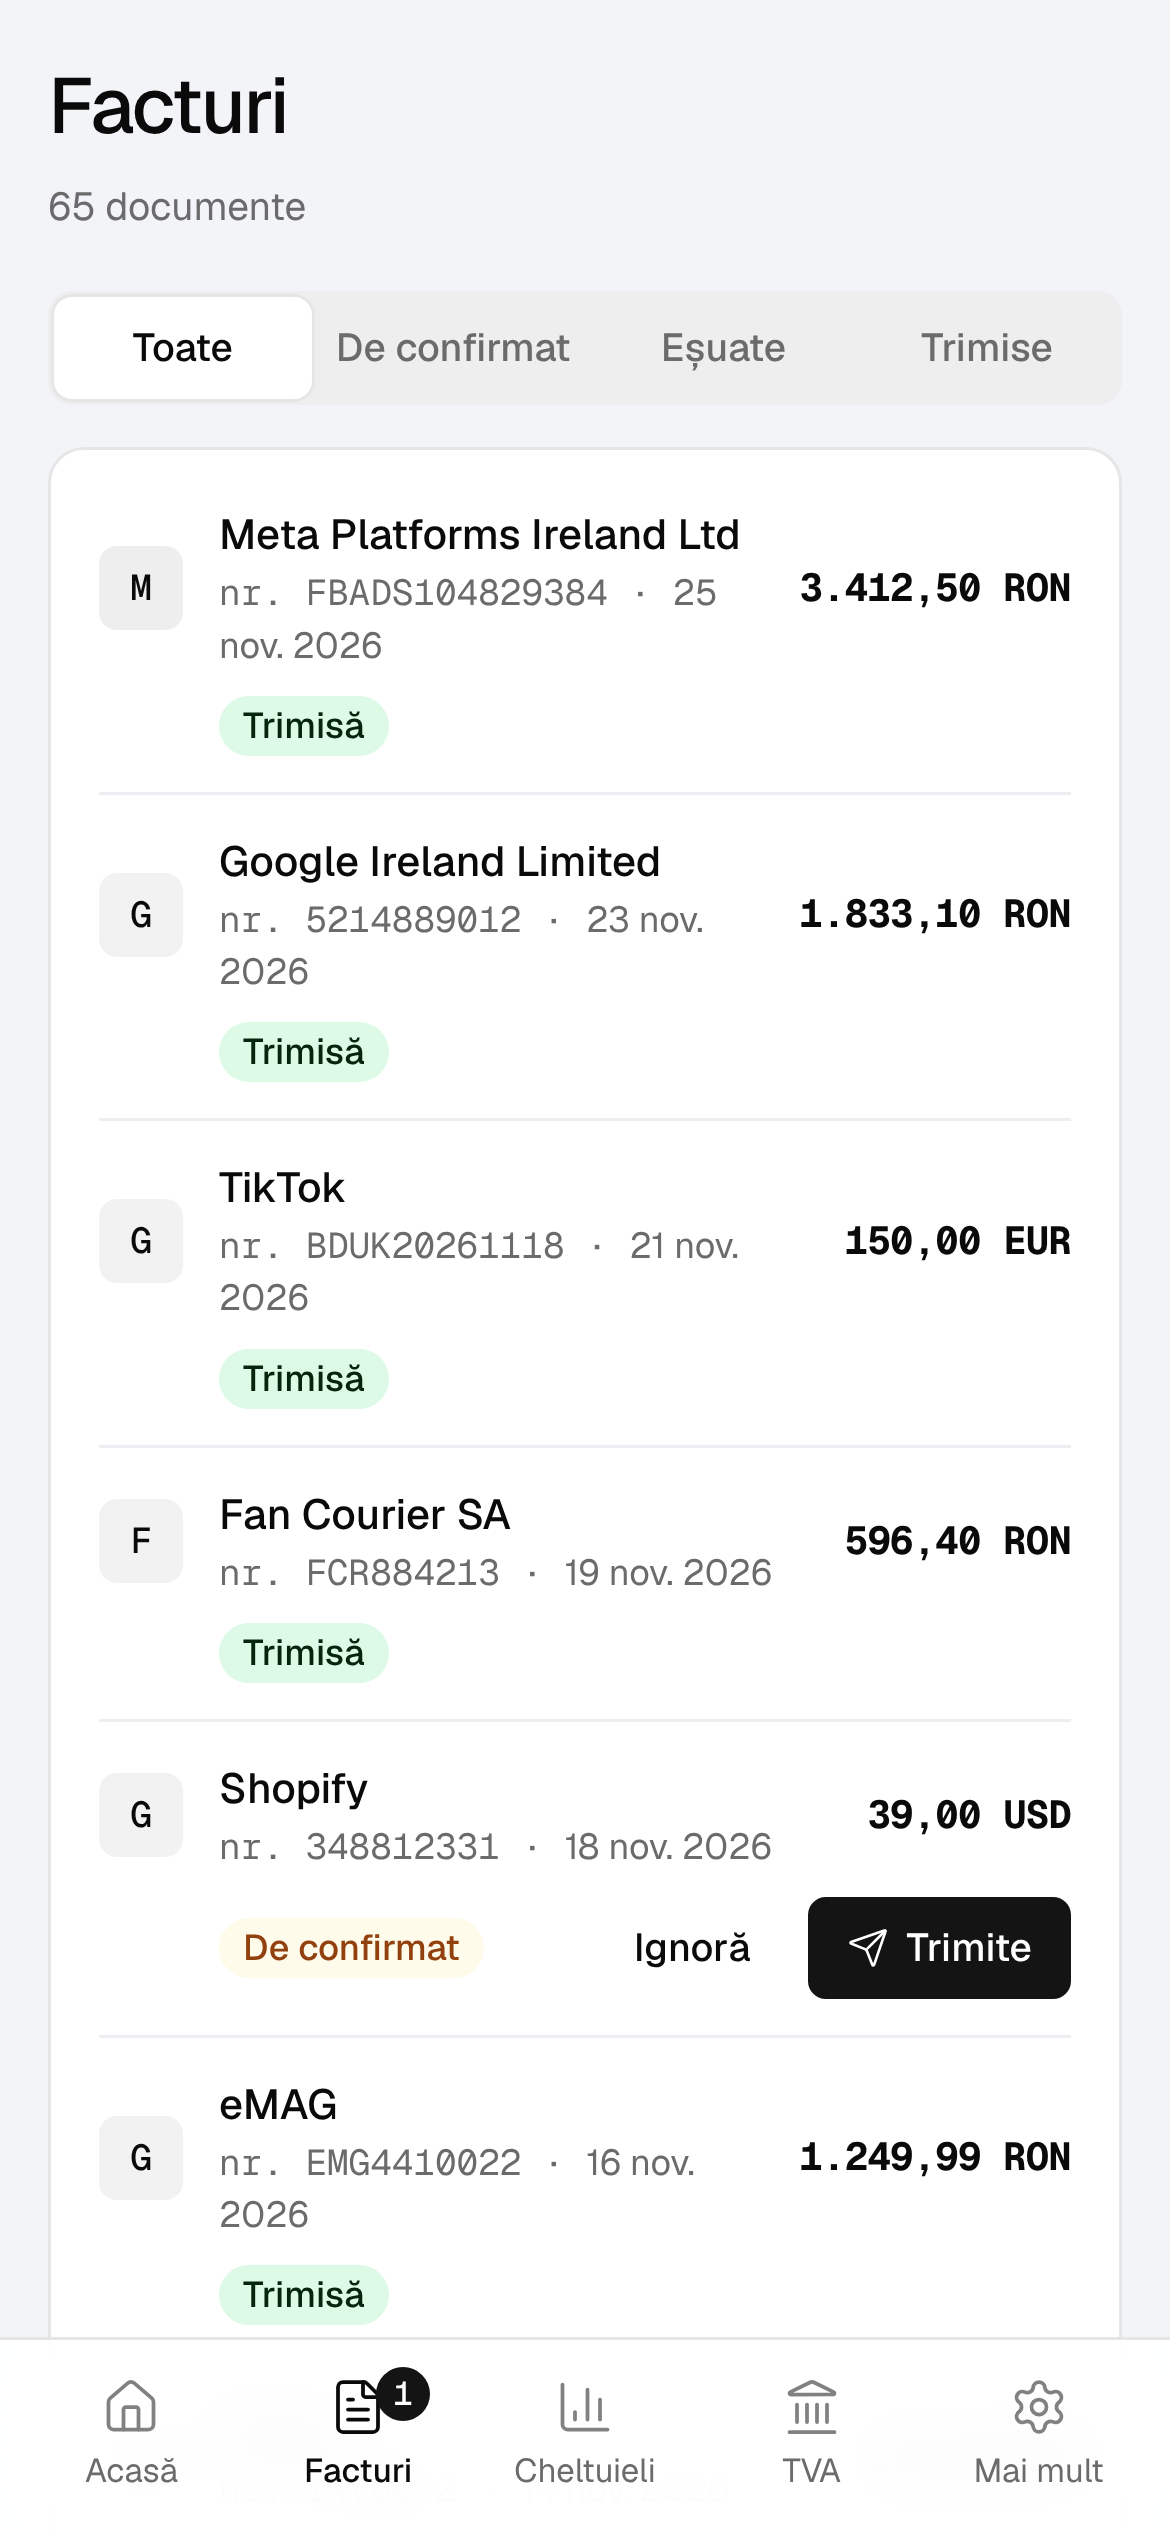 Facturi
65 documente
Toate
De confirmat
Eșuate
Trimise
M
Meta Platforms Ireland Ltd
nr. FBADS104829384 · 25
nov. 2026
3.412,50 RON
Trimisă
G
Google Ireland Limited
nr. 5214889012 · 23 nov.
2026
1.833,10 RON
Trimisă
G
TikTok
nr. BDUK20261118 · 21 nov.
2026
150,00 EUR
Trimisă
F
Fan Courier SA
nr. FCR884213 · 19 nov. 2026
596,40 RON
Trimisă
G
Shopify
nr. 348812331 · 18 nov. 2026
39,00 USD
De confirmat
Ignoră
Trimite
G
eMAG
nr. EMG4410022 · 16 nov.
2026
1.249,99 RON
Trimisă
1
Acasă
Facturi
Cheltuieli
TVA
Mai mult